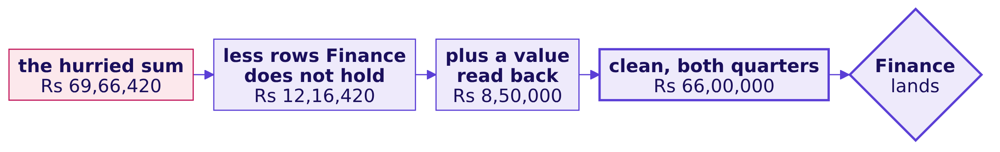 the hurried sum
Rs 69,66,420
less rows Finance
does not hold
Rs 12,16,420
plus a value
read back
Rs 8,50,000
clean, both quarters
Rs 66,00,000
Finance
lands